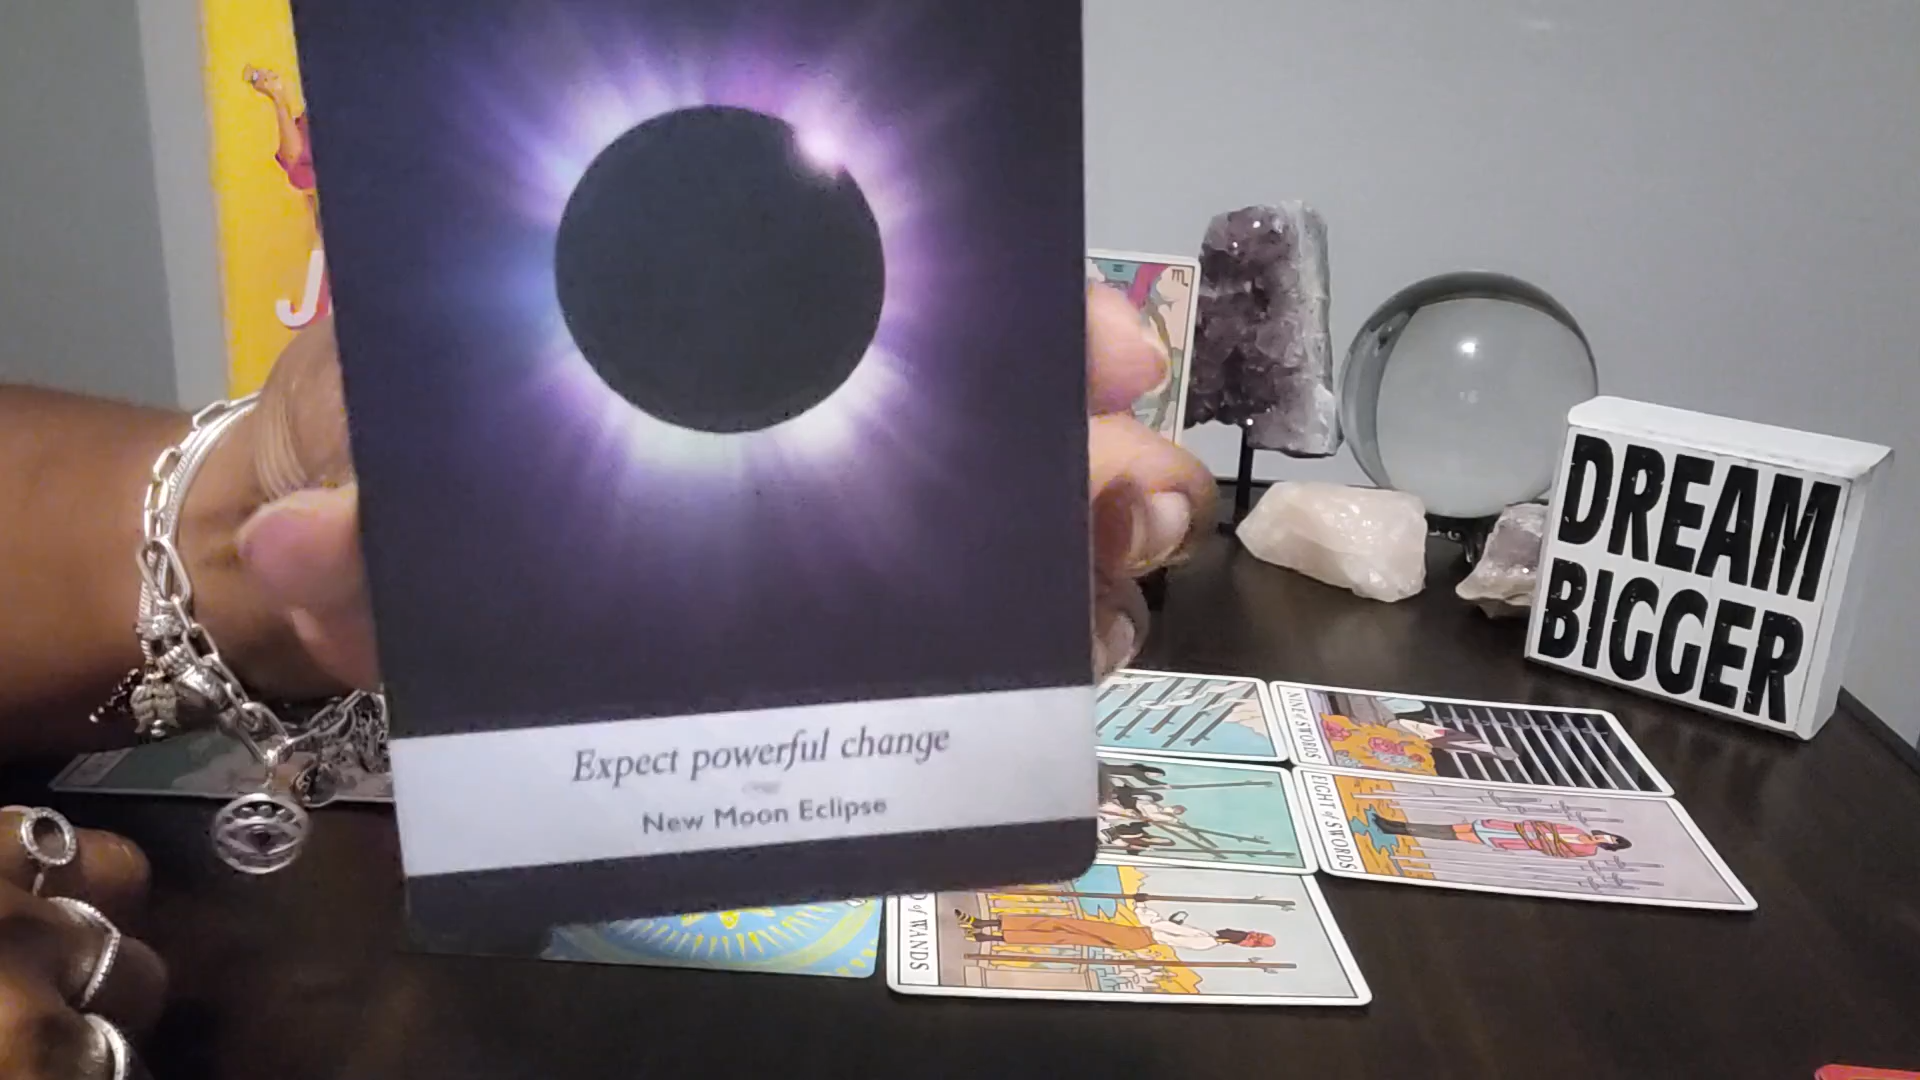 J
Expect powerful change
New Moon Eclipse
DREAM
BIGGER
NINE of SWORDS
EIGHT of SWORDS
of WANDS